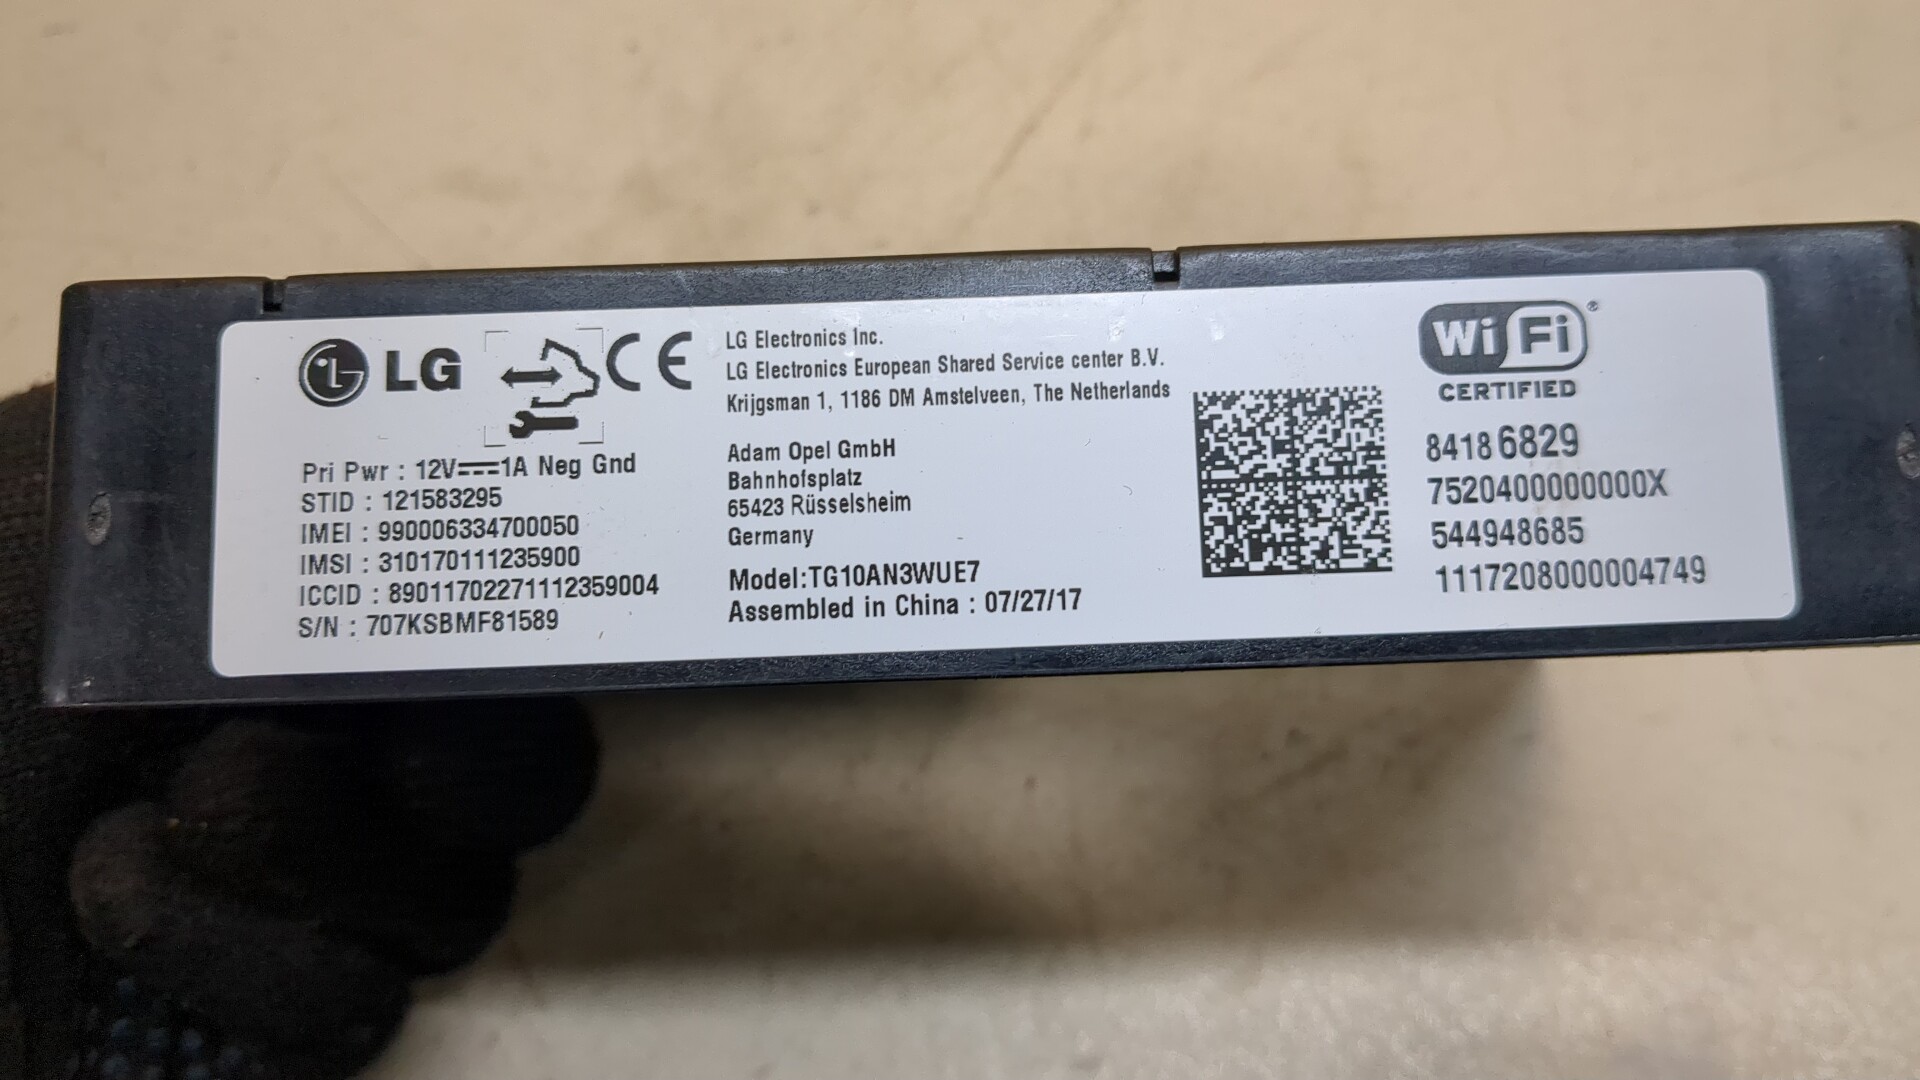 LG
CE
Pri Pwr : 12V⎓1A Neg Gnd
STID : 121583295
IMEI : 990006334700050
IMSI : 310170111235900
ICCID : 89011702271112359004
S/N : 707KSBMF81589
LG Electronics Inc.
LG Electronics European Shared Service center B.V.
Krijgsman 1, 1186 DM Amstelveen, The Netherlands
Adam Opel GmbH
Bahnhofsplatz
65423 Rüsselsheim
Germany
Model:TG10AN3WUE7
Assembled in China : 07/27/17
Wi Fi®
CERTIFIED
84186829
7520400000000X
544948685
1117208000004749